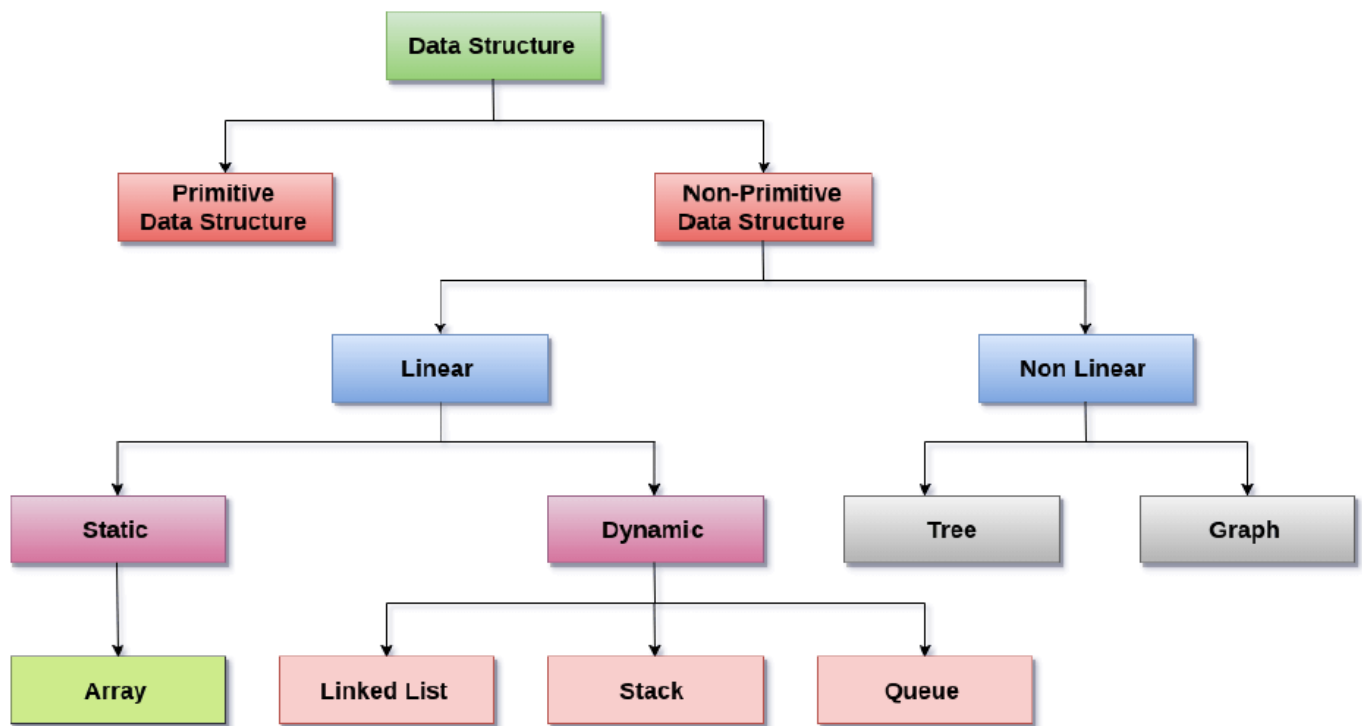 Data Structure
Primitive
Data Structure
Non-Primitive
Data Structure
Linear
Non Linear
Static
Dynamic
Tree
Graph
Array
Linked List
Stack
Queue